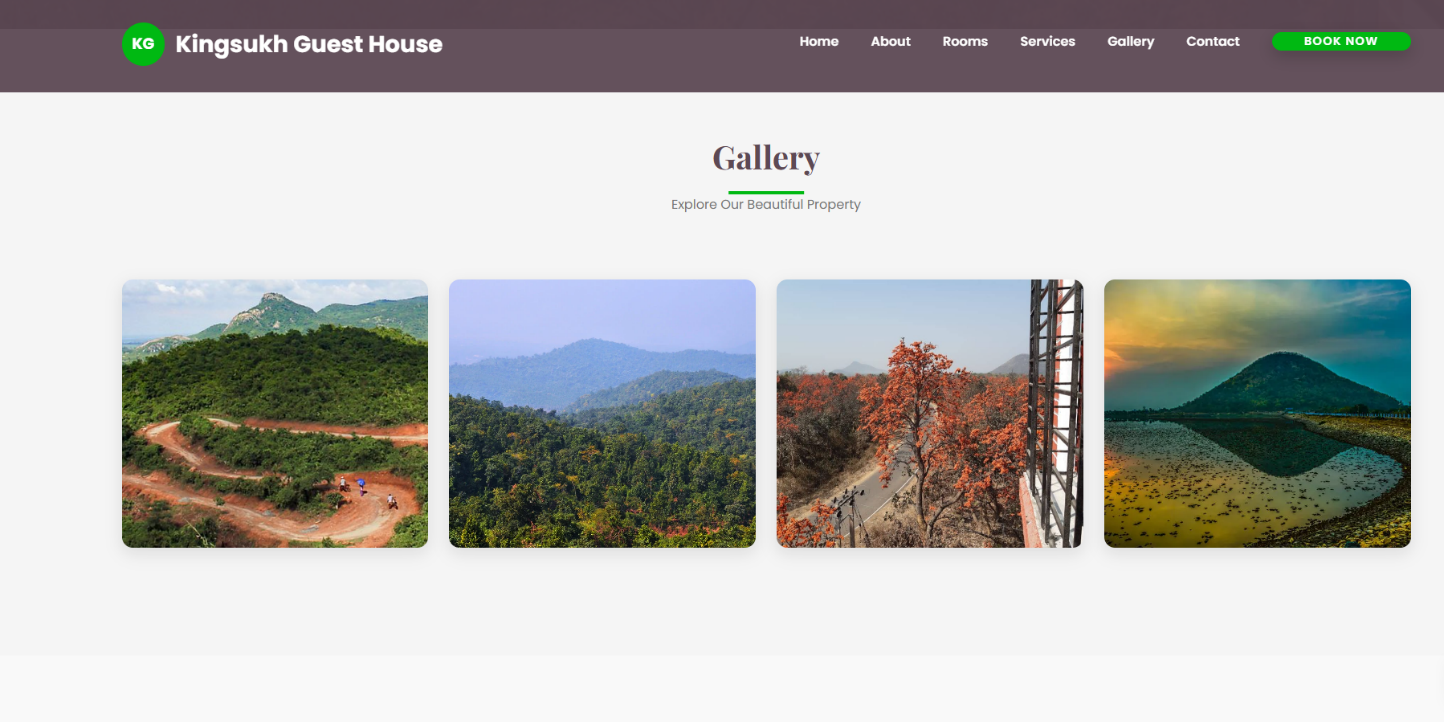 KG Kingsukh Guest House Home About Rooms Services Gallery Contact BOOK NOW
Gallery
Explore Our Beautiful Property